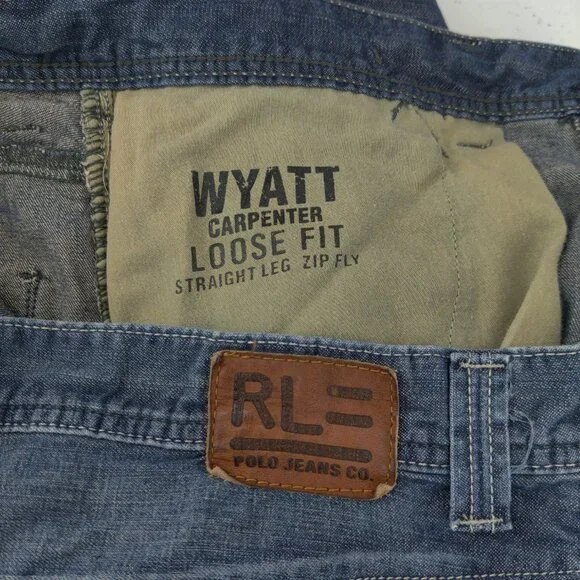 WYATT
CARPENTER
LOOSE FIT
STRAIGHT LEG ZIP FLY
RL
POLO JEANS CO.